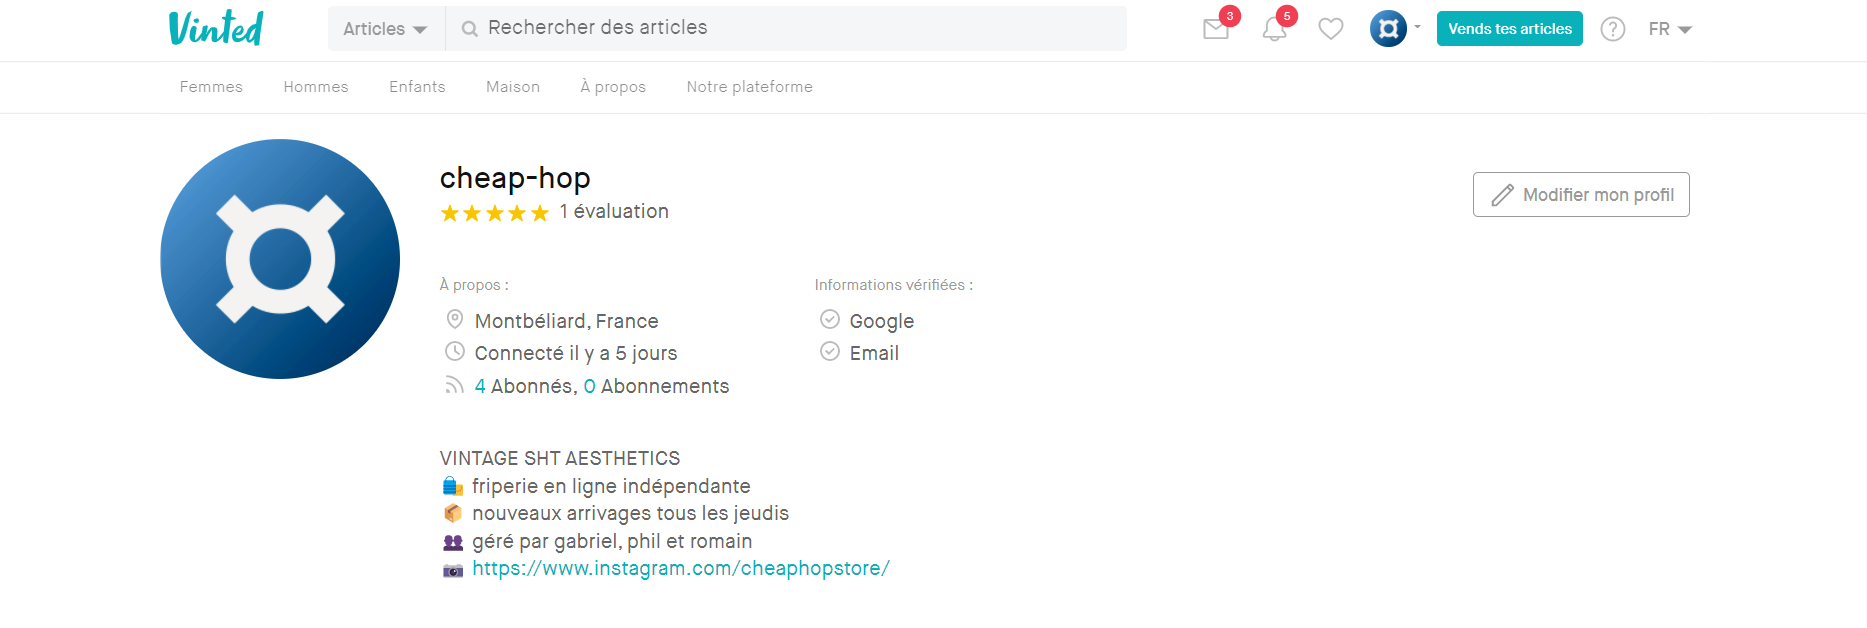 Vinted
Articles
Rechercher des articles
3
5
Vends tes articles
?
FR
Femmes
Hommes
Enfants
Maison
À propos
Notre plateforme
cheap-hop
1 évaluation
Modifier mon profil
À propos :
Montbéliard, France
Connecté il y a 5 jours
4 Abonnés, 0 Abonnements
Informations vérifiées :
Google
Email
VINTAGE SHT AESTHETICS
🛍️ friperie en ligne indépendante
📦 nouveaux arrivages tous les jeudis
👥 géré par gabriel, phil et romain
📷 https://www.instagram.com/cheaphopstore/